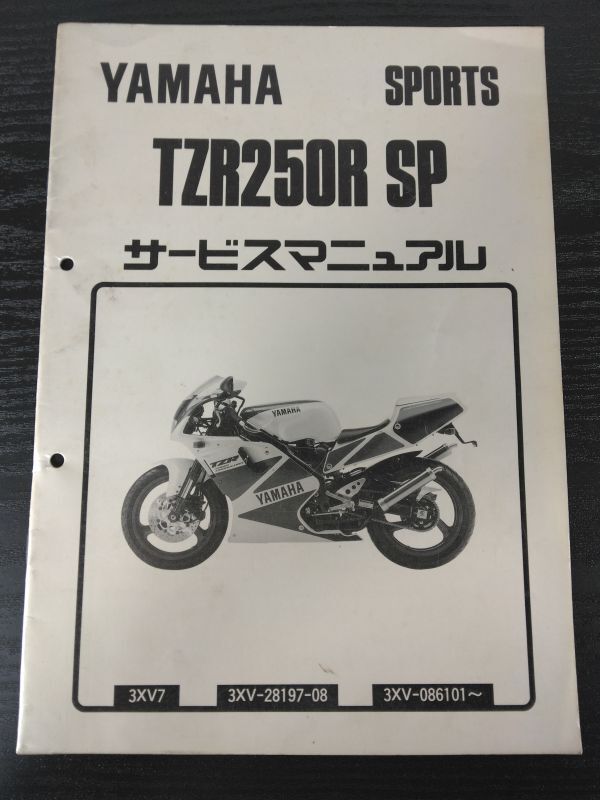 YAMAHA SPORTS
TZR250R SP
サービスマニュアル
YAMAHA
TZR
YAMAHA
3XV7 3XV-28197-08 3XV-086101～